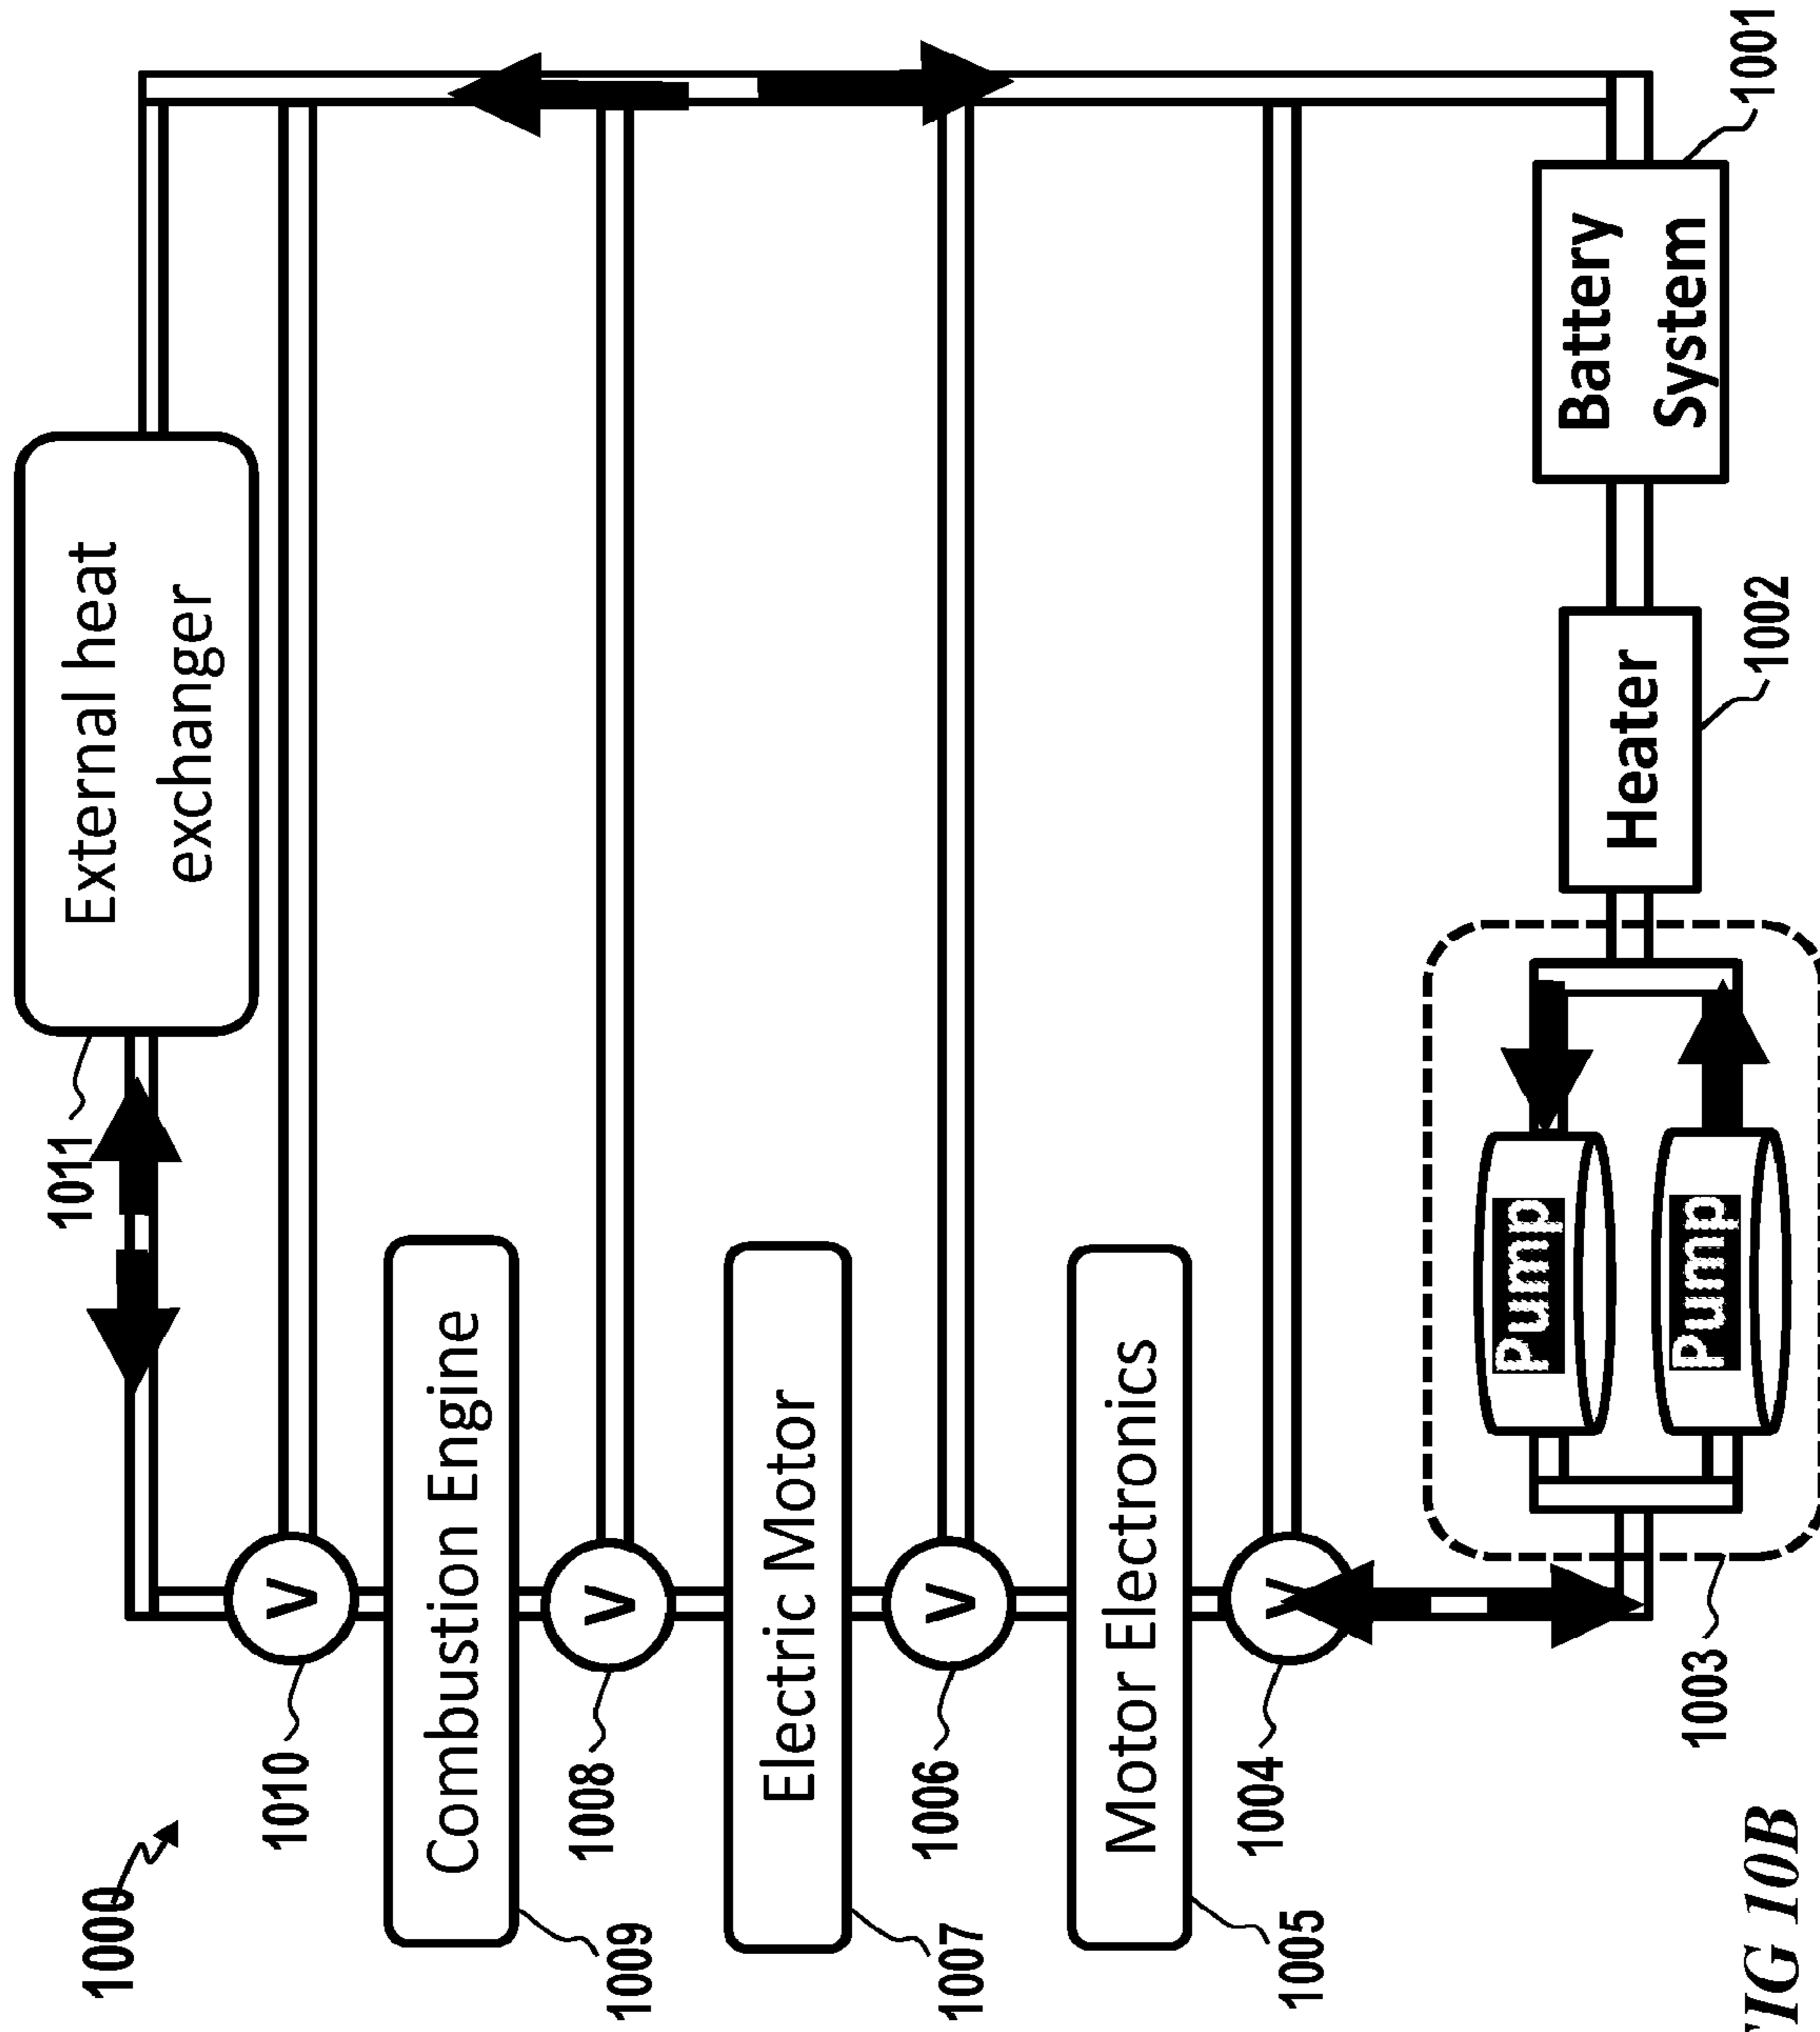 1000
1011
External heat
exchanger
1010
V
Combustion Engine
1009
1008
V
Electric Motor
1007
1006
V
Motor Electronics
1005
1004
V
Pump
Pump
1003
Heater
1002
Battery
System
1001
FIG 10B